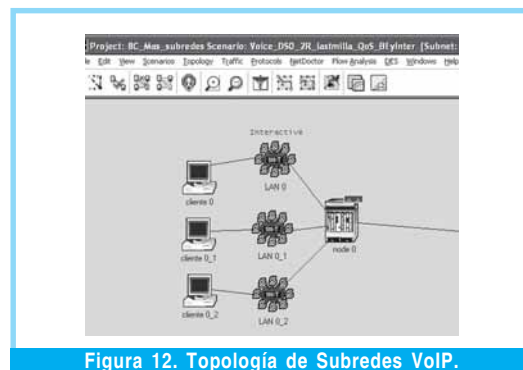 Project: BC_Mas_subredes Scenario: Voice_DS0_2R_lastmilla_QoS_BEyInter [Subnet:
Edit View Scenarios Topology Traffic Protocols NetDoctor Flow Analysis DES Windows Help
Interactive
LAN 0
cliente 0
cliente 0_1
LAN 0_1
node 0
cliente 0_2
LAN 0_2
Figura 12. Topología de Subredes VoIP.